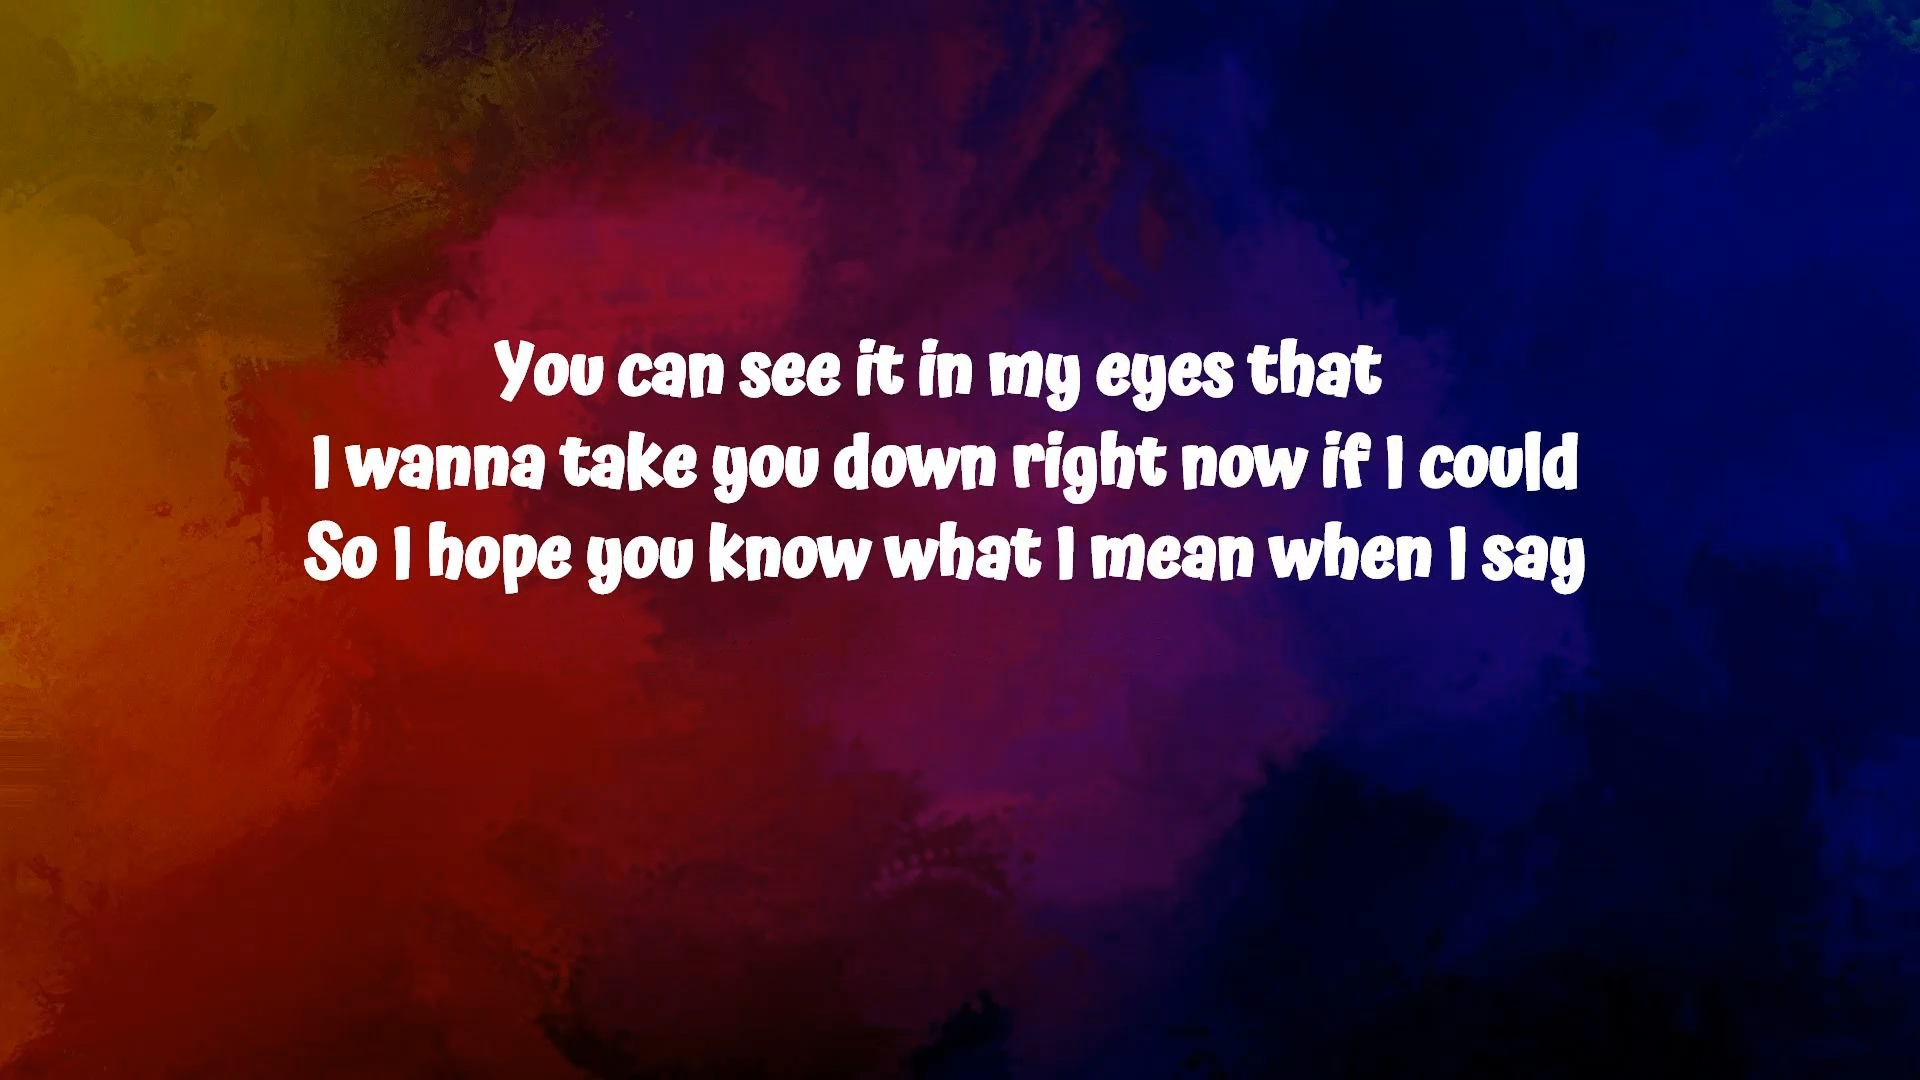 You can see it in my eyes that
I wanna take you down right now if I could
So I hope you know what I mean when I say